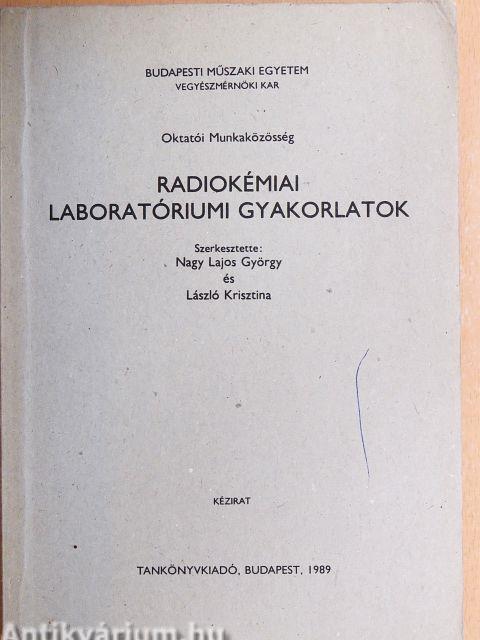 BUDAPESTI MŰSZAKI EGYETEM
VEGYÉSZMÉRNÖKI KAR
Oktatói Munkaközösség
RADIOKÉMIAI
LABORATÓRIUMI GYAKORLATOK
Szerkesztette:
Nagy Lajos György
és
László Krisztina
KÉZIRAT
TANKÖNYVKIADÓ, BUDAPEST, 1989
Antikvárium.hu